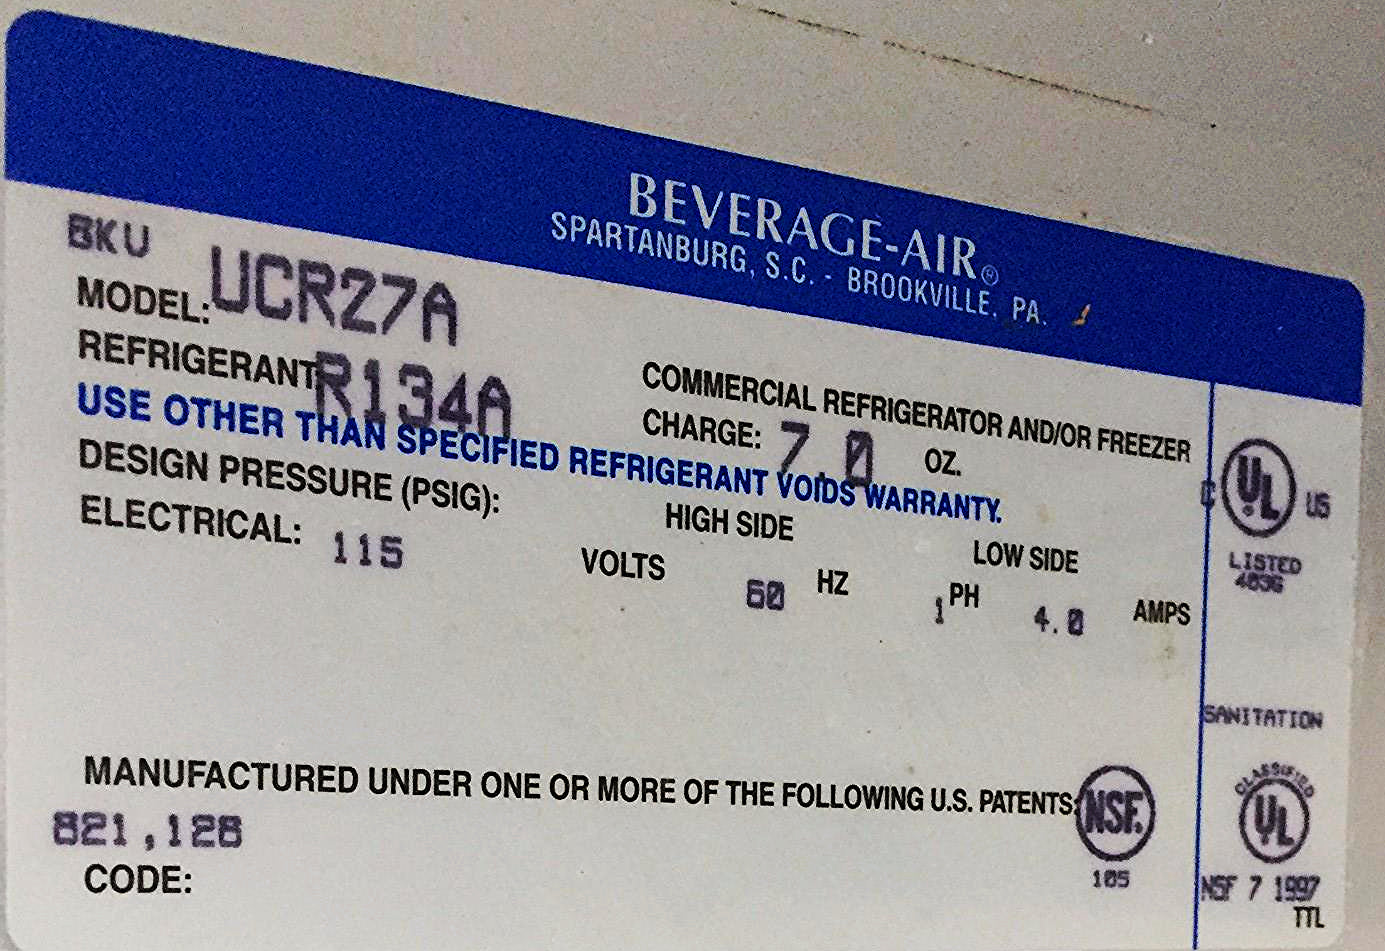 BEVERAGE-AIR®
SPARTANBURG, S.C. - BROOKVILLE, PA.
BKU
MODEL: UCR27A
REFRIGERANT R134A
COMMERCIAL REFRIGERATOR AND/OR FREEZER
CHARGE: 7.0 OZ.
USE OTHER THAN SPECIFIED REFRIGERANT VOIDS WARRANTY.
DESIGN PRESSURE (PSIG): HIGH SIDE LOW SIDE
ELECTRICAL: 115 VOLTS 60 HZ 1 PH 4.0 AMPS
MANUFACTURED UNDER ONE OR MORE OF THE FOLLOWING U.S. PATENTS:
821,128
CODE:
NSF.
105
C UL US
LISTED
SANITATION
CLASSIFIED
UL
NSF 7 1997
TTL